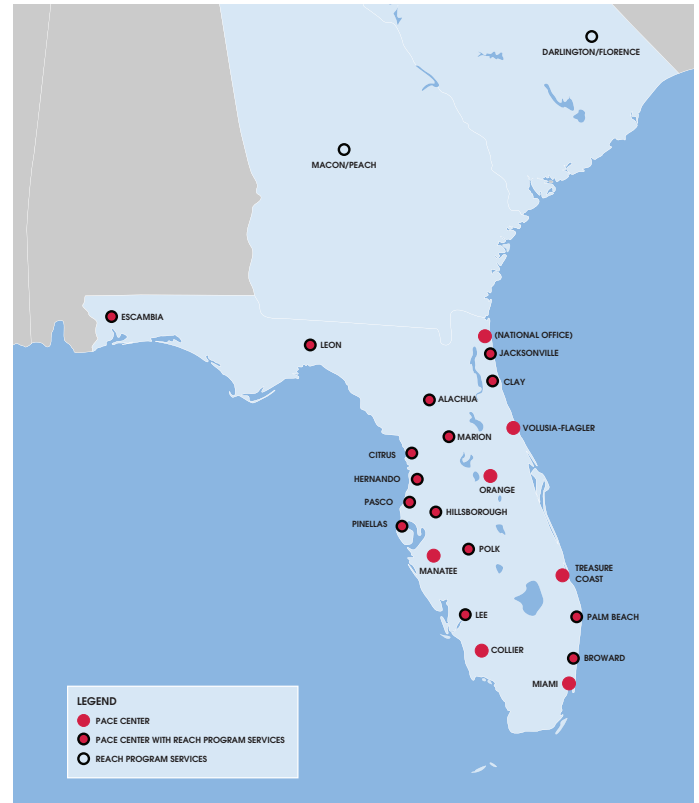 DARLINGTON/FLORENCE
MACON/PEACH
ESCAMBIA
(NATIONAL OFFICE)
LEON
JACKSONVILLE
CLAY
ALACHUA
VOLUSIA-FLAGLER
MARION
CITRUS
HERNANDO
ORANGE
PASCO
HILLSBOROUGH
PINELLAS
POLK
MANATEE
TREASURE
COAST
LEE
PALM BEACH
COLLIER
BROWARD
MIAMI
LEGEND
PACE CENTER
PACE CENTER WITH REACH PROGRAM SERVICES
REACH PROGRAM SERVICES